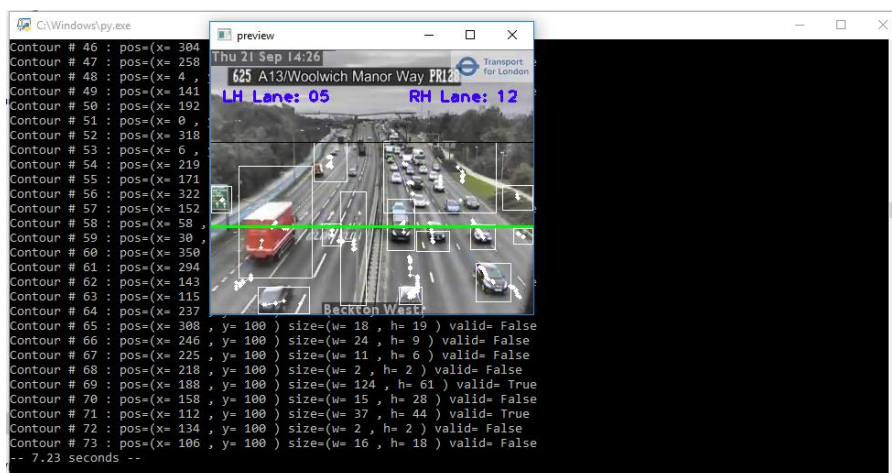 C:\Windows\py.exe
preview
Thu 21 Sep 14:26
Transport
for London
625 A13/Woolwich Manor Way PR128
LH Lane: 05 RH Lane: 12
Beckton West
Contour # 46 : pos=(x= 304
Contour # 47 : pos=(x= 258
Contour # 48 : pos=(x= 4 ,
Contour # 49 : pos=(x= 141
Contour # 50 : pos=(x= 192
Contour # 51 : pos=(x= 0 ,
Contour # 52 : pos=(x= 318
Contour # 53 : pos=(x= 6 ,
Contour # 54 : pos=(x= 219
Contour # 55 : pos=(x= 171
Contour # 56 : pos=(x= 322
Contour # 57 : pos=(x= 152
Contour # 58 : pos=(x= 58 ,
Contour # 59 : pos=(x= 30 ,
Contour # 60 : pos=(x= 350
Contour # 61 : pos=(x= 294
Contour # 62 : pos=(x= 143
Contour # 63 : pos=(x= 115
Contour # 64 : pos=(x= 237
Contour # 65 : pos=(x= 308 , y= 100 ) size=(w= 18 , h= 19 ) valid= False
Contour # 66 : pos=(x= 246 , y= 100 ) size=(w= 24 , h= 9 ) valid= False
Contour # 67 : pos=(x= 225 , y= 100 ) size=(w= 11 , h= 6 ) valid= False
Contour # 68 : pos=(x= 218 , y= 100 ) size=(w= 2 , h= 2 ) valid= False
Contour # 69 : pos=(x= 188 , y= 100 ) size=(w= 124 , h= 61 ) valid= True
Contour # 70 : pos=(x= 158 , y= 100 ) size=(w= 15 , h= 28 ) valid= False
Contour # 71 : pos=(x= 112 , y= 100 ) size=(w= 37 , h= 44 ) valid= True
Contour # 72 : pos=(x= 134 , y= 100 ) size=(w= 2 , h= 2 ) valid= False
Contour # 73 : pos=(x= 106 , y= 100 ) size=(w= 16 , h= 18 ) valid= False
-- 7.23 seconds --